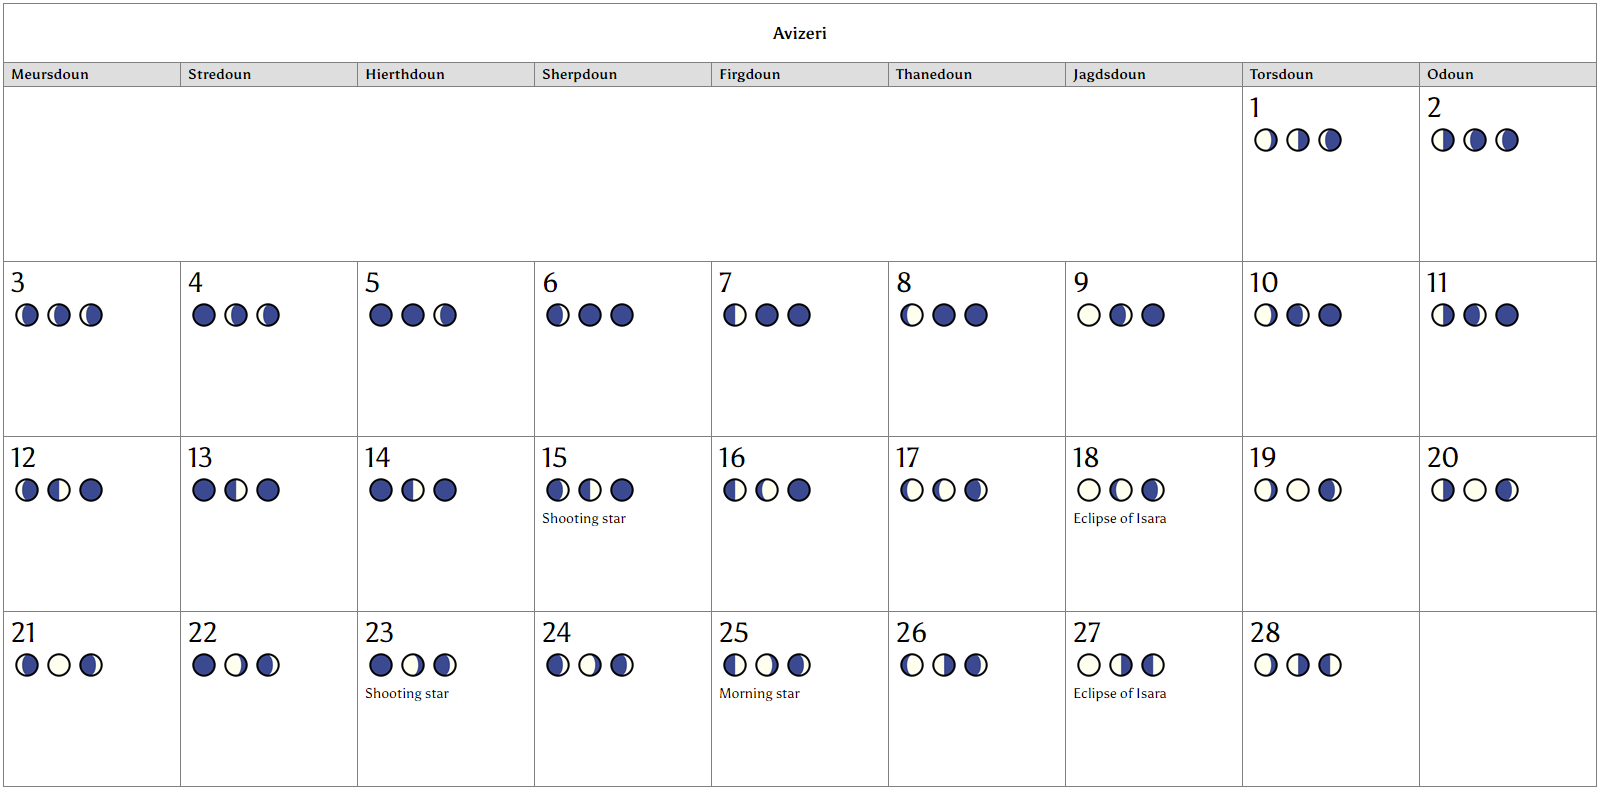 Avizeri
Meursdoun Stredoun Hierthdoun Sherpdoun Firgdoun Thanedoun Jagdsdoun Torsdoun Odoun
1 2
3 4 5 6 7 8 9 10 11
12 13 14 15 16 17 18 19 20
Shooting star Eclipse of Isara
21 22 23 24 25 26 27 28
Shooting star Morning star Eclipse of Isara